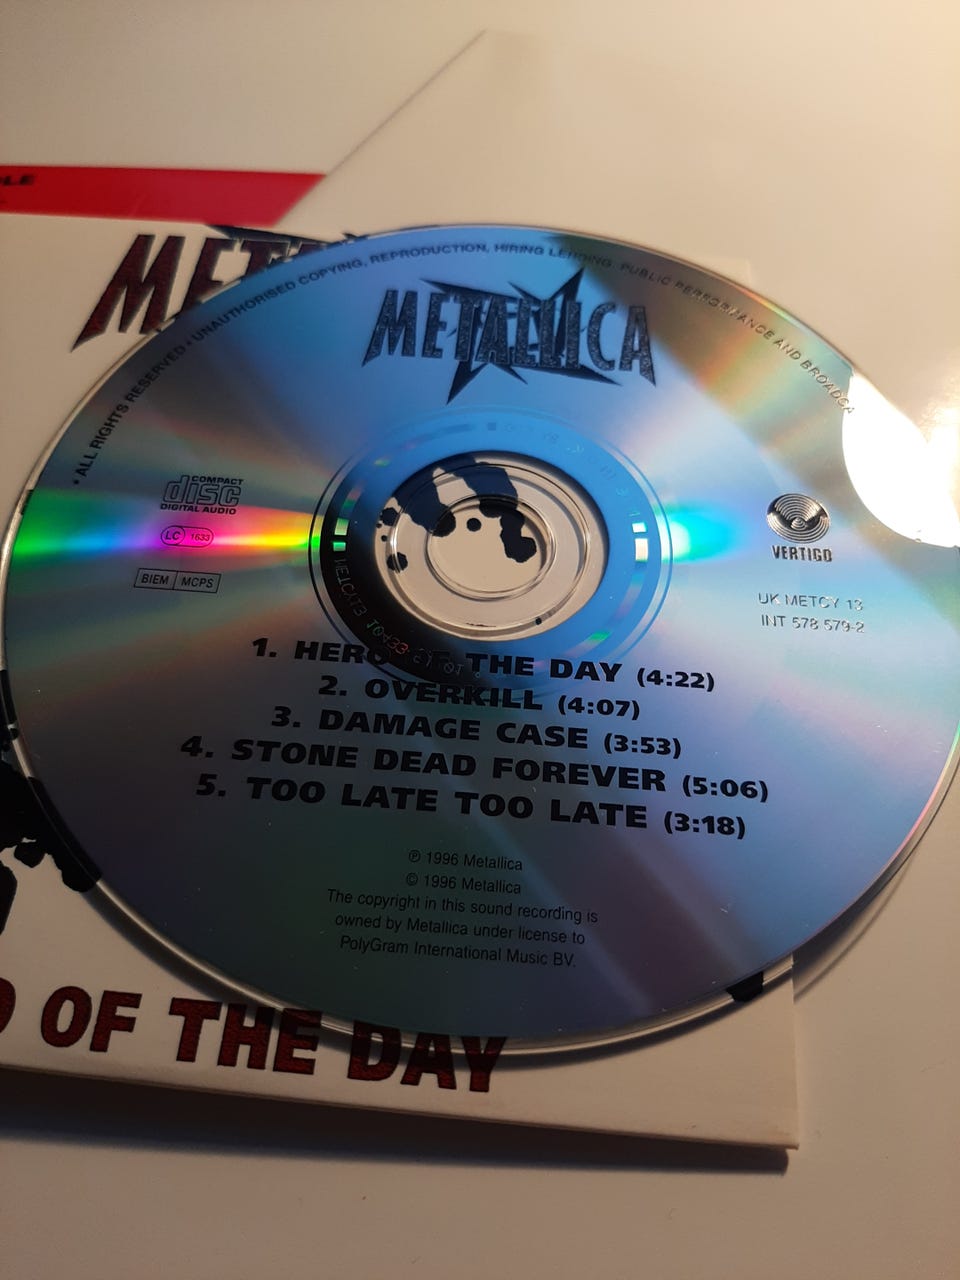 LE
MET
• ALL RIGHTS RESERVED • UNAUTHORISED COPYING, REPRODUCTION, HIRING LENDING, PUBLIC PERFORMANCE AND BROADCA
METALLICA
COMPACT
disc
DIGITAL AUDIO
LC 1633
BIEM MCPS
VERTIGO
UK METCY 13
INT 578 579-2
1. HERO OF THE DAY (4:22)
2. OVERKILL (4:07)
3. DAMAGE CASE (3:53)
4. STONE DEAD FOREVER (5:06)
5. TOO LATE TOO LATE (3:18)
℗ 1996 Metallica
© 1996 Metallica
The copyright in this sound recording is
owned by Metallica under license to
PolyGram International Music BV.
O OF THE DAY